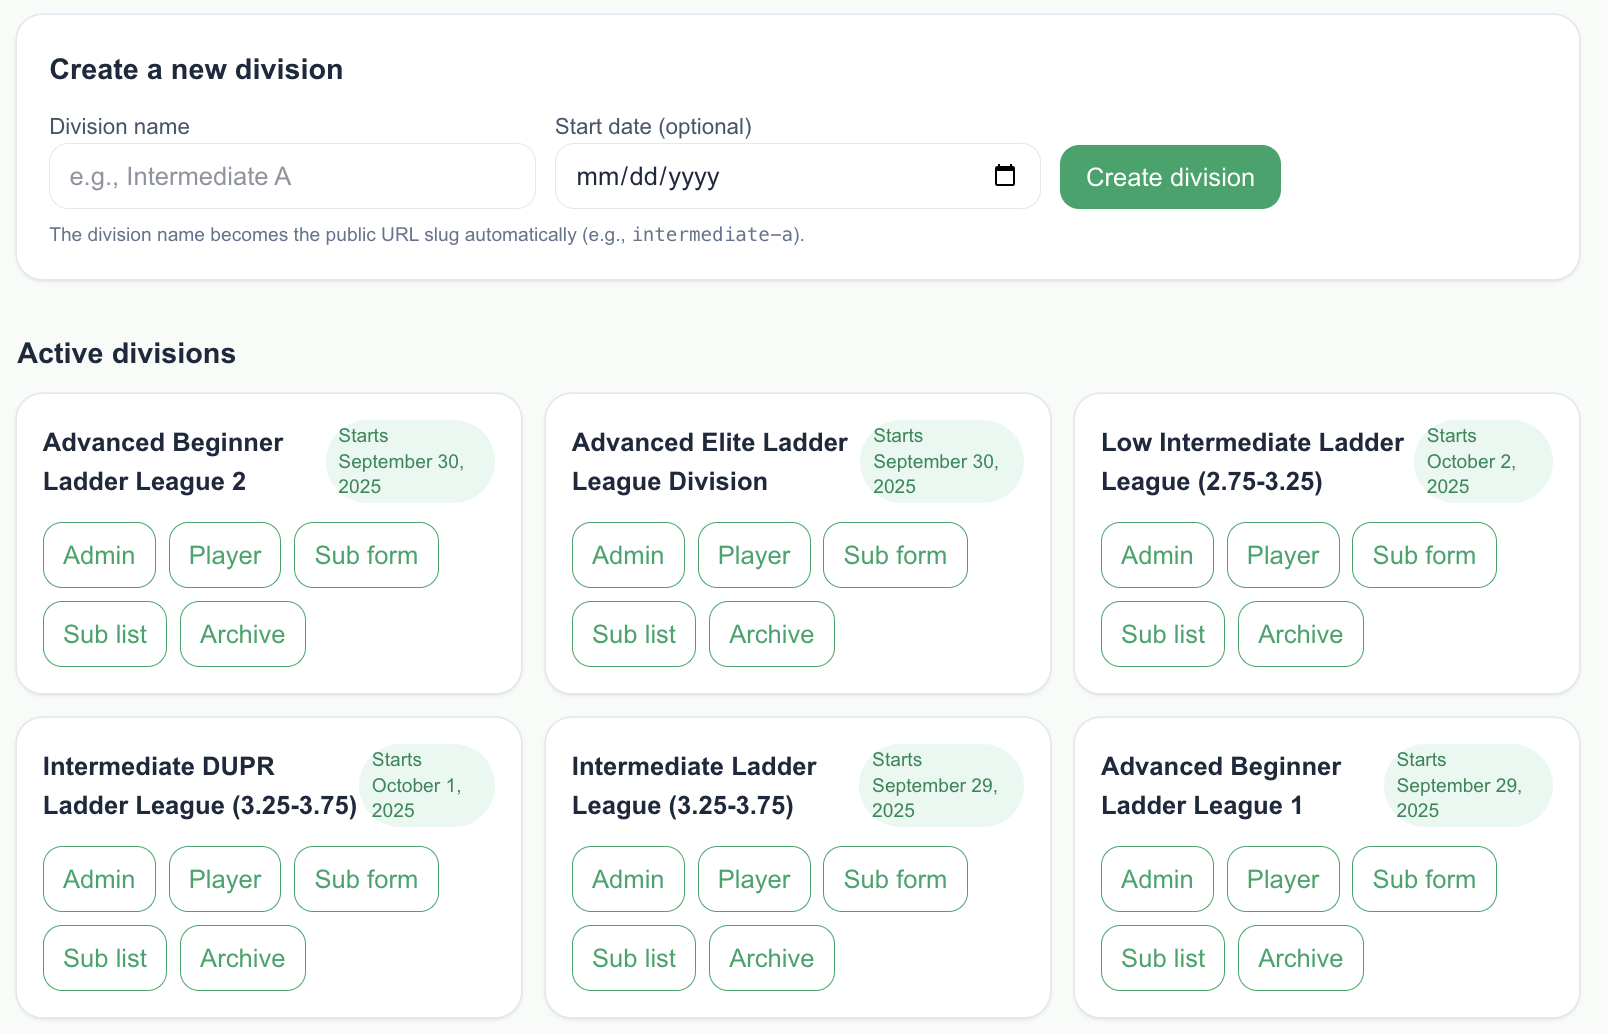 Create a new division
Division name
Start date (optional)
e.g., Intermediate A
mm/dd/yyyy
Create division
The division name becomes the public URL slug automatically (e.g., intermediate-a).
Active divisions
Advanced Beginner
Ladder League 2
Starts
September 30,
2025
Admin
Player
Sub form
Sub list
Archive
Advanced Elite Ladder
League Division
Starts
September 30,
2025
Admin
Player
Sub form
Sub list
Archive
Low Intermediate Ladder
League (2.75-3.25)
Starts
October 2,
2025
Admin
Player
Sub form
Sub list
Archive
Intermediate DUPR
Ladder League (3.25-3.75)
Starts
October 1,
2025
Admin
Player
Sub form
Sub list
Archive
Intermediate Ladder
League (3.25-3.75)
Starts
September 29,
2025
Admin
Player
Sub form
Sub list
Archive
Advanced Beginner
Ladder League 1
Starts
September 29,
2025
Admin
Player
Sub form
Sub list
Archive